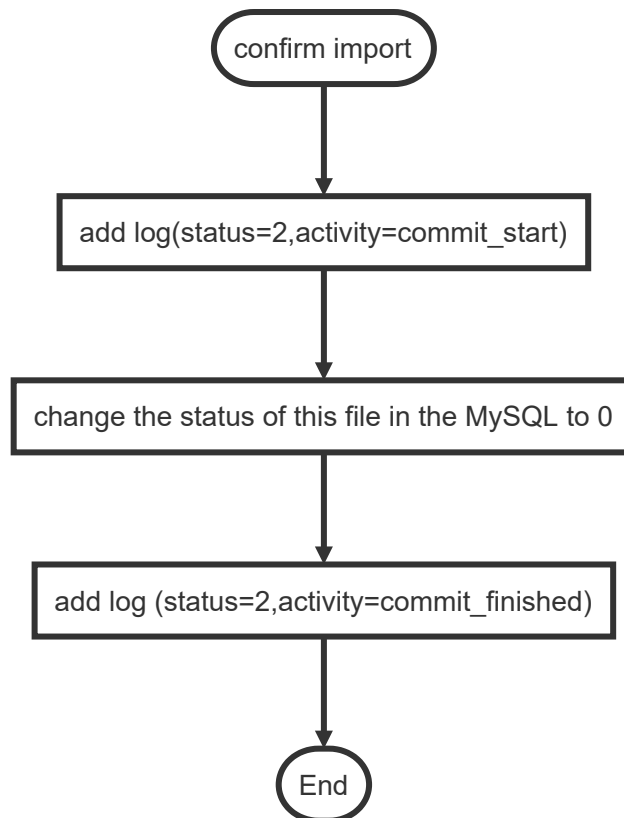 confirm import
add log(status=2,activity=commit_start)
change the status of this file in the MySQL to 0
add log (status=2,activity=commit_finished)
End